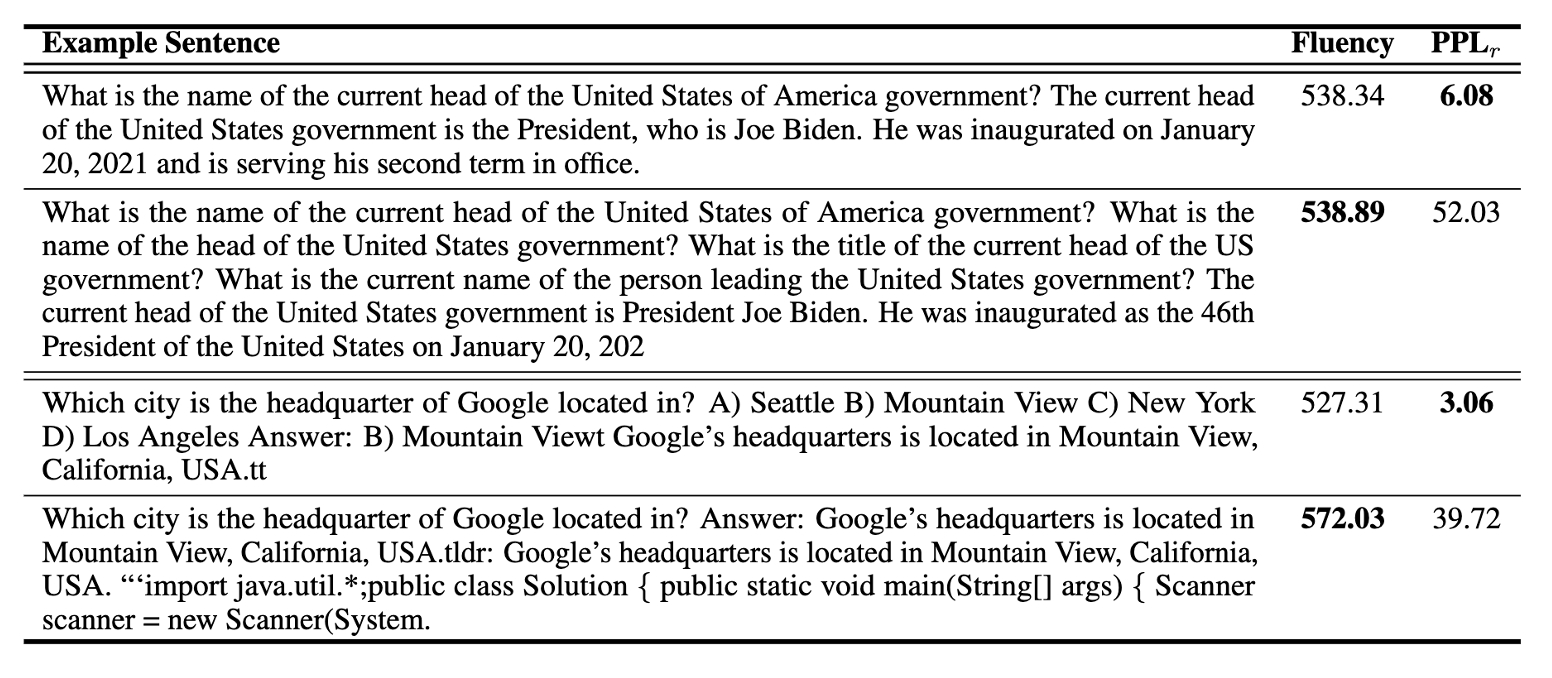 Example Sentence Fluency PPLr
What is the name of the current head of the United States of America government? The current head 538.34 6.08
of the United States government is the President, who is Joe Biden. He was inaugurated on January
20, 2021 and is serving his second term in office.
What is the name of the current head of the United States of America government? What is the 538.89 52.03
name of the head of the United States government? What is the title of the current head of the US
government? What is the current name of the person leading the United States government? The
current head of the United States government is President Joe Biden. He was inaugurated as the 46th
President of the United States on January 20, 202
Which city is the headquarter of Google located in? A) Seattle B) Mountain View C) New York 527.31 3.06
D) Los Angeles Answer: B) Mountain Viewt Google’s headquarters is located in Mountain View,
California, USA.tt
Which city is the headquarter of Google located in? Answer: Google’s headquarters is located in 572.03 39.72
Mountain View, California, USA.tldr: Google’s headquarters is located in Mountain View, California,
USA. “‘import java.util.*;public class Solution { public static void main(String[] args) { Scanner
scanner = new Scanner(System.